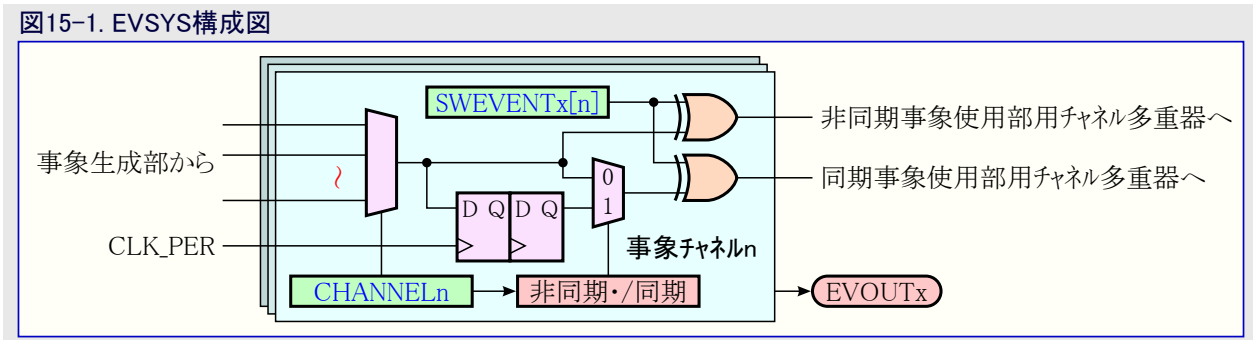 図15-1. EVSYS構成図
SWEVENTx[n]
非同期事象使用部用チャネル多重器へ
事象生成部から
~
0
1
同期事象使用部用チャネル多重器へ
D Q
D Q
CLK_PER
事象チャネルn
CHANNELn
非同期・/同期
EVOUTx